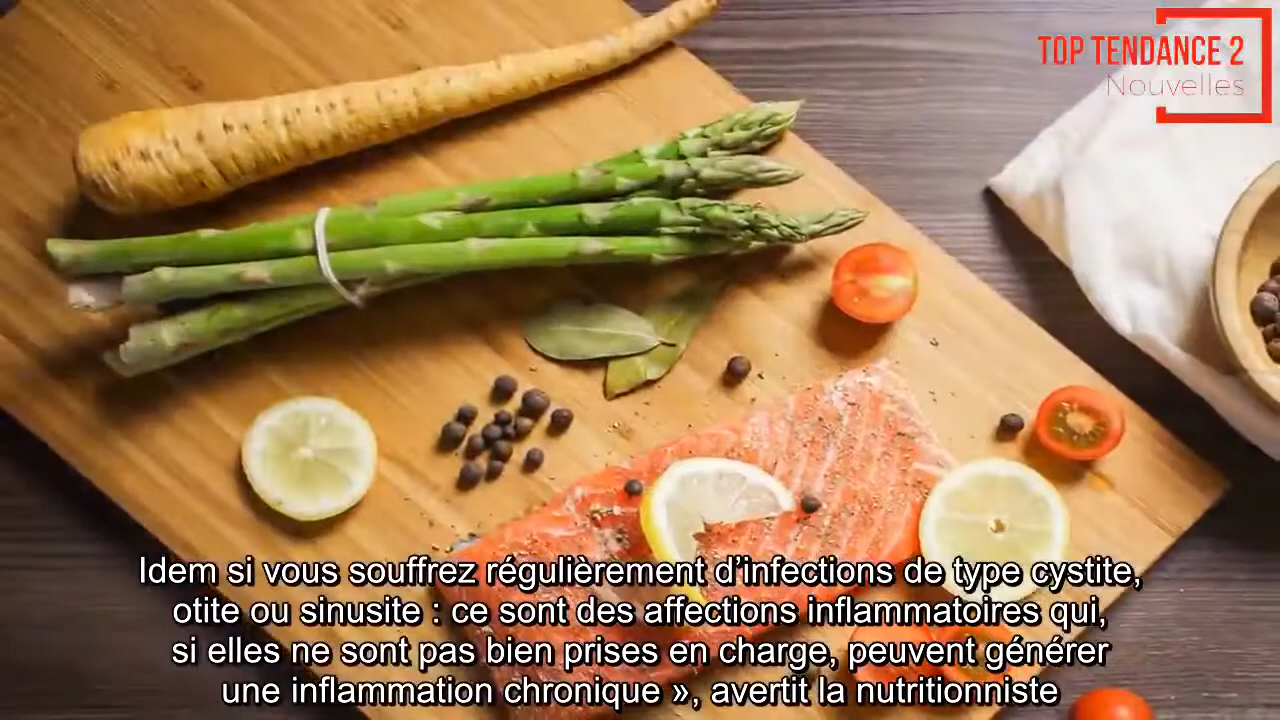 TOP TENDANCE 2
Nouvelles
Idem si vous souffrez régulièrement d’infections de type cystite,
otite ou sinusite : ce sont des affections inflammatoires qui,
si elles ne sont pas bien prises en charge, peuvent générer
une inflammation chronique », avertit la nutritionniste